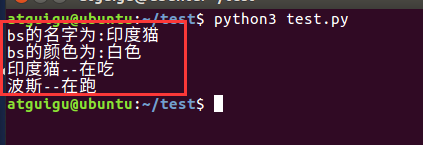 atguigu@ubuntu:~/test$ python3 test.py
bs的名字为:印度猫
bs的颜色为:白色
印度猫--在吃
波斯--在跑
atguigu@ubuntu:~/test$